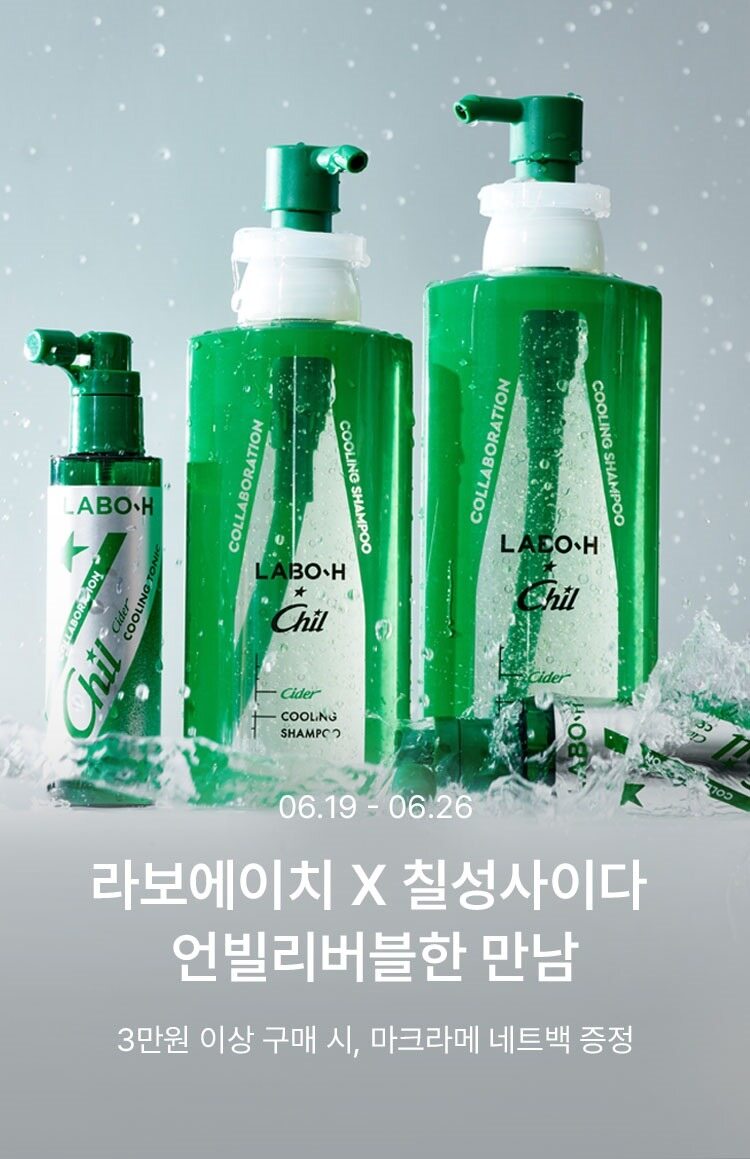 LABO-H
COLLABORATION
Chil
Cider
COOLING TONIC
COLLABORATION
COOLING SHAMPOO
LABO-H
Chil
Cider
COOLING
SHAMPOO
COLLABORATION
COOLING SHAMPOO
LABO-H
Chil
Cider
06.19 - 06.26
라보에이치 X 칠성사이다
언빌리버블한 만남
3만원 이상 구매 시, 마크라메 네트백 증정